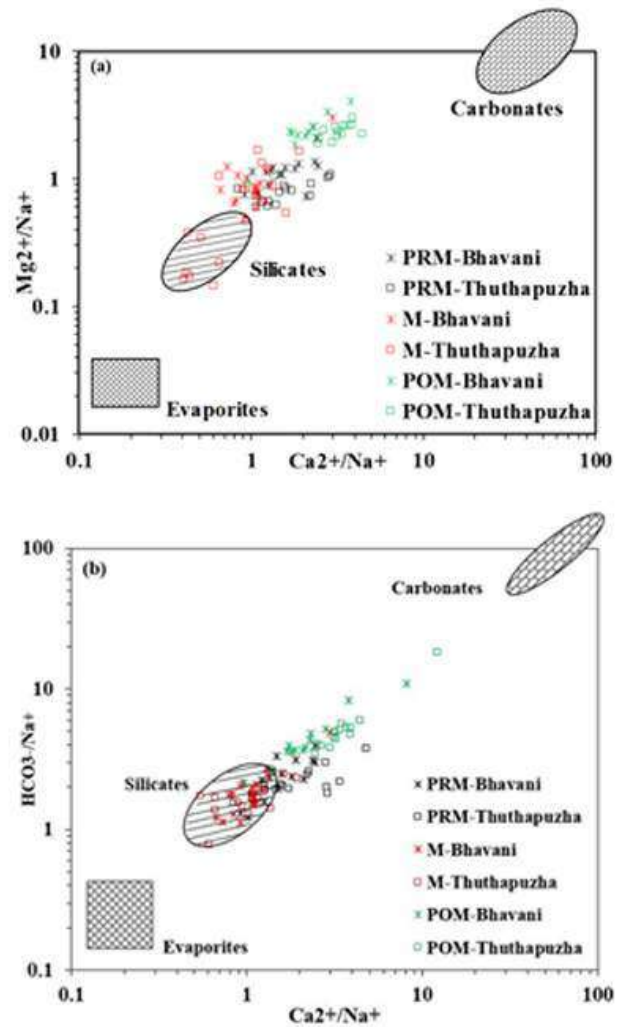 10
(a)
Carbonates
1
Mg2+/Na+
Silicates
PRM-Bhavani
PRM-Thuthapuzha
0.1
M-Bhavani
M-Thuthapuzha
POM-Bhavani
Evaporites
POM-Thuthapuzha
0.01
0.1 1 10 100
Ca2+/Na+
100
(b)
Carbonates
10
HCO3-/Na+
Silicates
PRM-Bhavani
PRM-Thuthapuzha
1
M-Bhavani
M-Thuthapuzha
POM-Bhavani
Evaporites
POM-Thuthapuzha
0.1
0.1 1 10 100
Ca2+/Na+